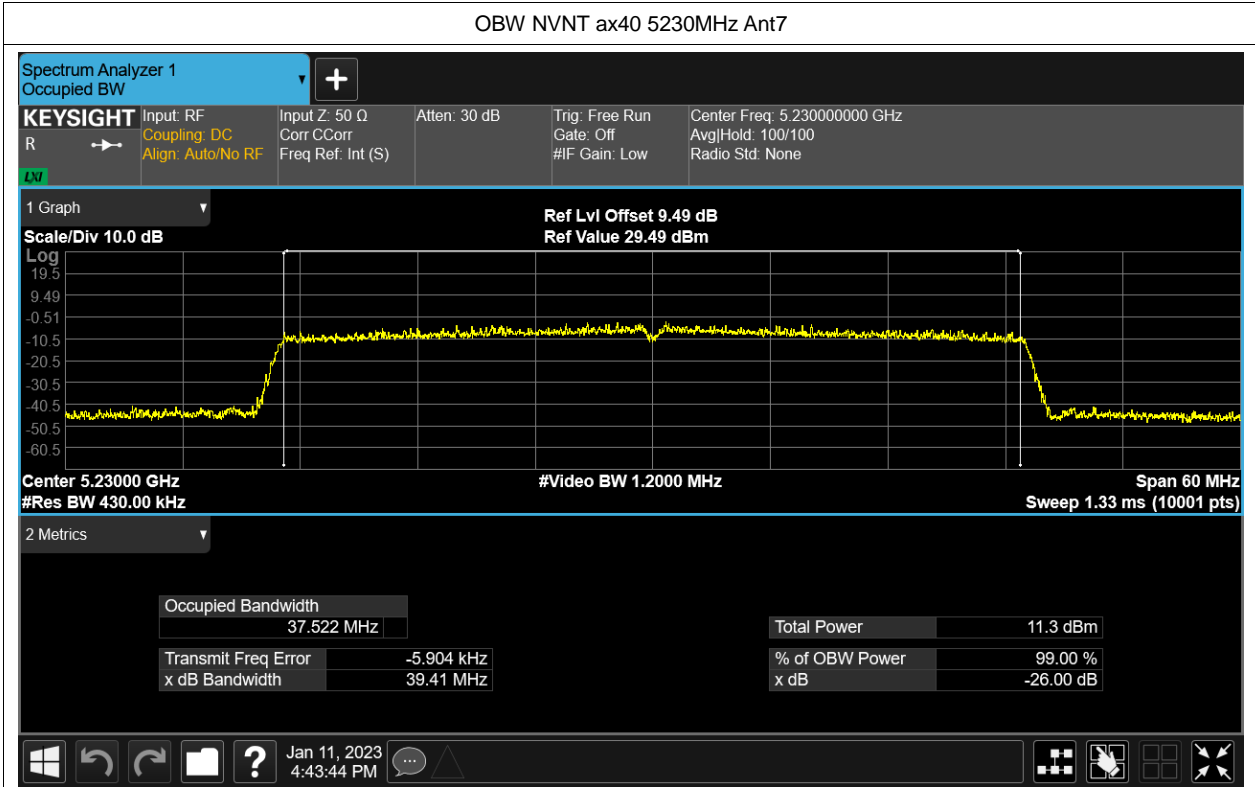 OBW NVNT ax40 5230MHz Ant7
Spectrum Analyzer 1
Occupied BW
KEYSIGHT
R
LXI
Input: RF
Coupling: DC
Align: Auto/No RF
Input Z: 50 Ω
Corr CCorr
Freq Ref: Int (S)
Atten: 30 dB
Trig: Free Run
Gate: Off
#IF Gain: Low
Center Freq: 5.230000000 GHz
Avg|Hold: 100/100
Radio Std: None
1 Graph
Scale/Div 10.0 dB
Ref Lvl Offset 9.49 dB
Ref Value 29.49 dBm
Log
19.5
9.49
-0.51
-10.5
-20.5
-30.5
-40.5
-50.5
-60.5
Center 5.23000 GHz
#Res BW 430.00 kHz
#Video BW 1.2000 MHz
Span 60 MHz
Sweep 1.33 ms (10001 pts)
2 Metrics
Occupied Bandwidth
37.522 MHz
Transmit Freq Error -5.904 kHz
x dB Bandwidth 39.41 MHz
Total Power 11.3 dBm
% of OBW Power 99.00 %
x dB -26.00 dB
?
Jan 11, 2023
4:43:44 PM